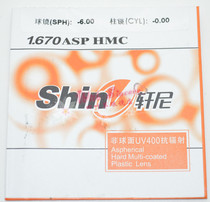 球镜(SPH): -6.00 柱镜(CYL): -0.00
1.670 ASP HMC
Shin 轩尼
非球面UV400抗辐射
Aspherical
Hard Multi-coated
Plastic Lens